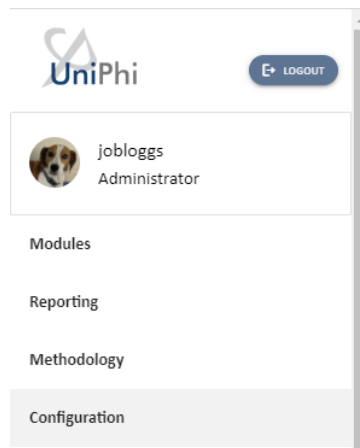 UniPhi
LOGOUT
jobloggs
Administrator
Modules
Reporting
Methodology
Configuration